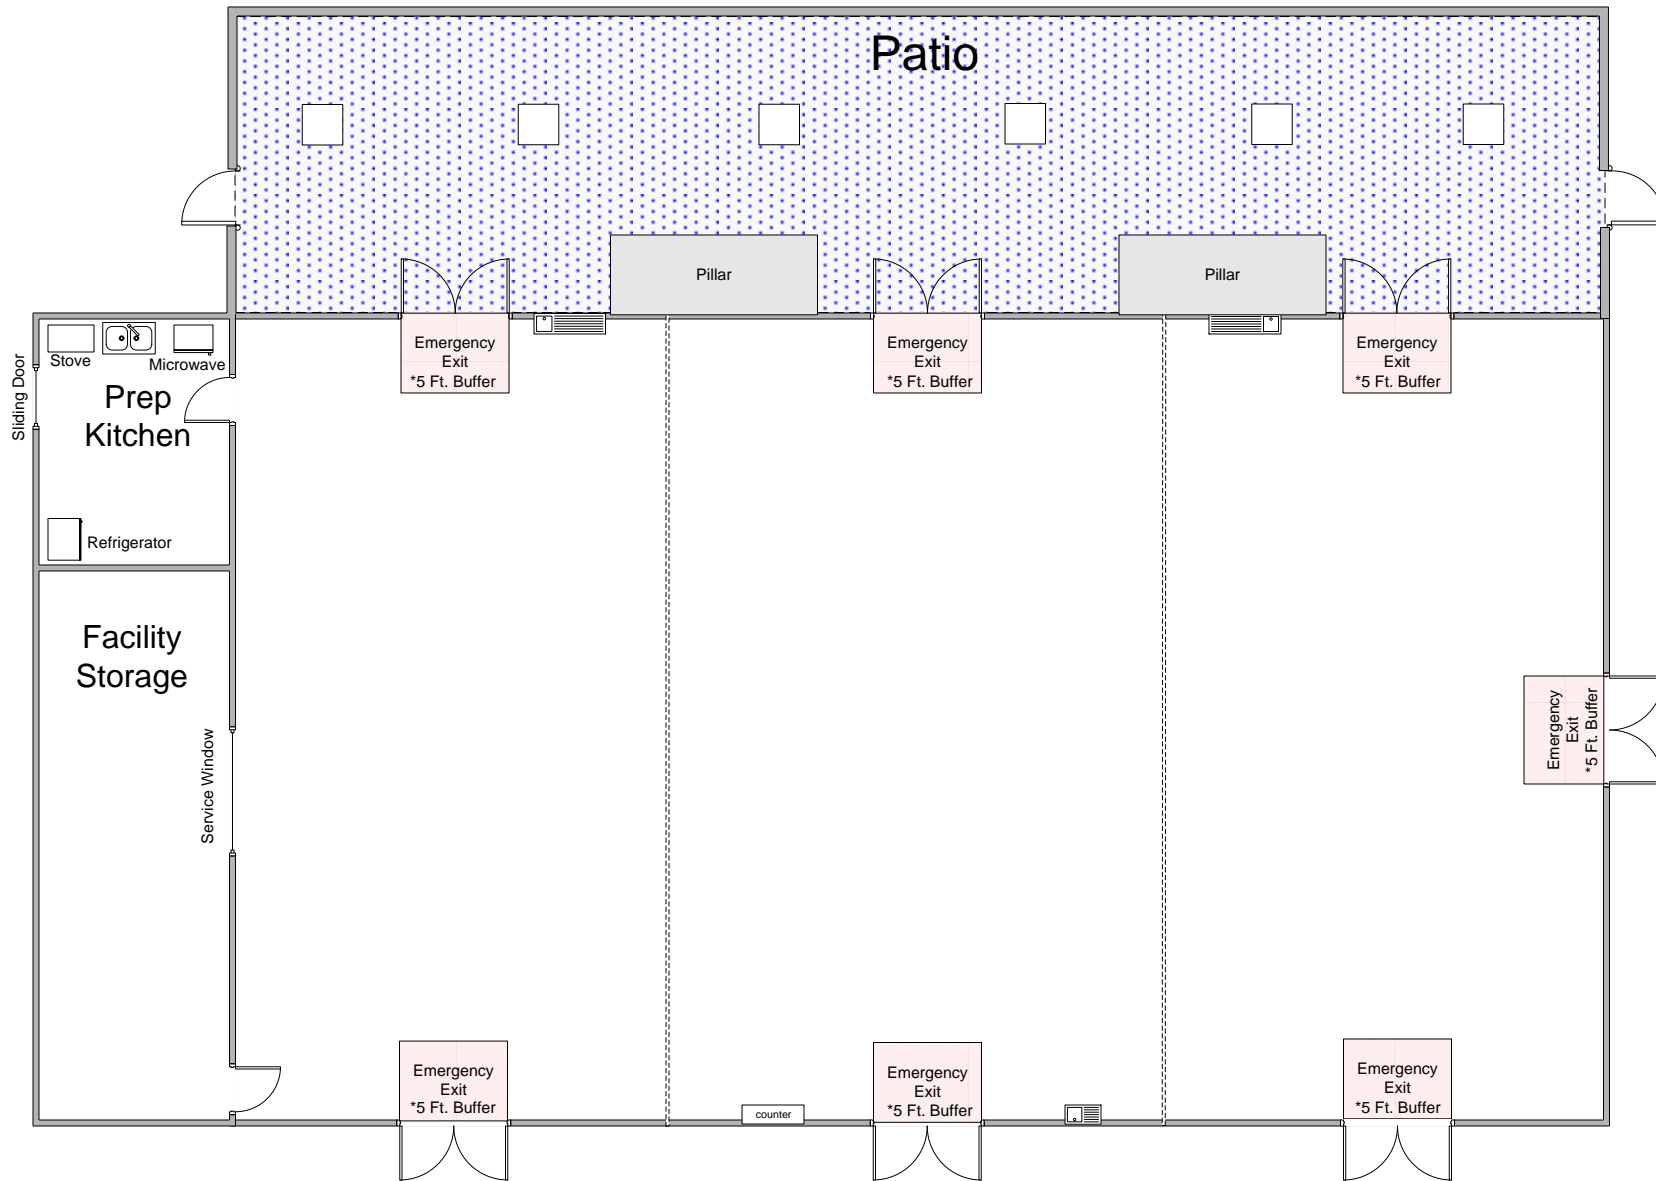 Patio
Pillar
Pillar
Emergency
Exit
*5 Ft. Buffer
Emergency
Exit
*5 Ft. Buffer
Emergency
Exit
*5 Ft. Buffer
Stove
Microwave
Sliding Door
Prep
Kitchen
Refrigerator
Facility
Storage
Service Window
Emergency
Exit
*5 Ft. Buffer
Emergency
Exit
*5 Ft. Buffer
counter
Emergency
Exit
*5 Ft. Buffer
Emergency
Exit
*5 Ft. Buffer